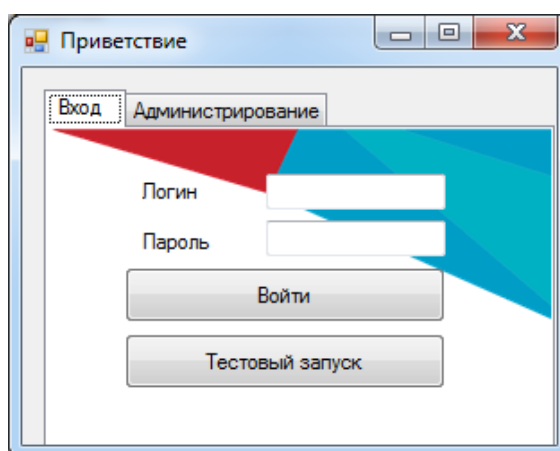 Приветствие
Вход Администрирование
Логин
Пароль
Войти
Тестовый запуск